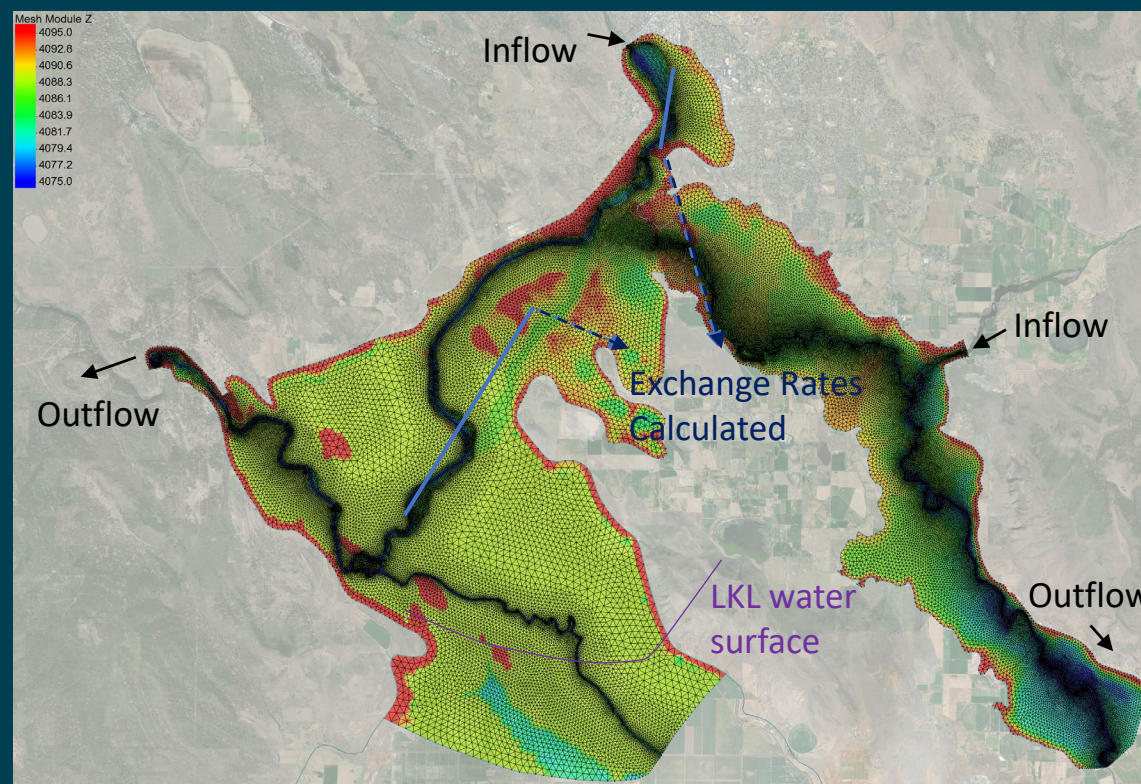 Mesh Module Z
4095.0
4092.8
4090.6
4088.3
4086.1
4083.9
4081.7
4079.4
4077.2
4075.0
Inflow
Inflow
Outflow
Exchange Rates
Calculated
LKL water
surface
Outflow